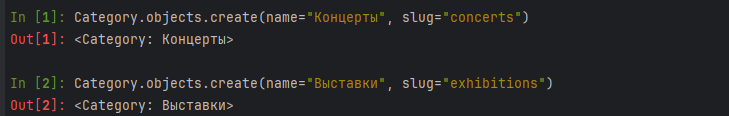 In [1]: Category.objects.create(name="Концерты", slug="concerts")
Out[1]: <Category: Концерты>
In [2]: Category.objects.create(name="Выставки", slug="exhibitions")
Out[2]: <Category: Выставки>